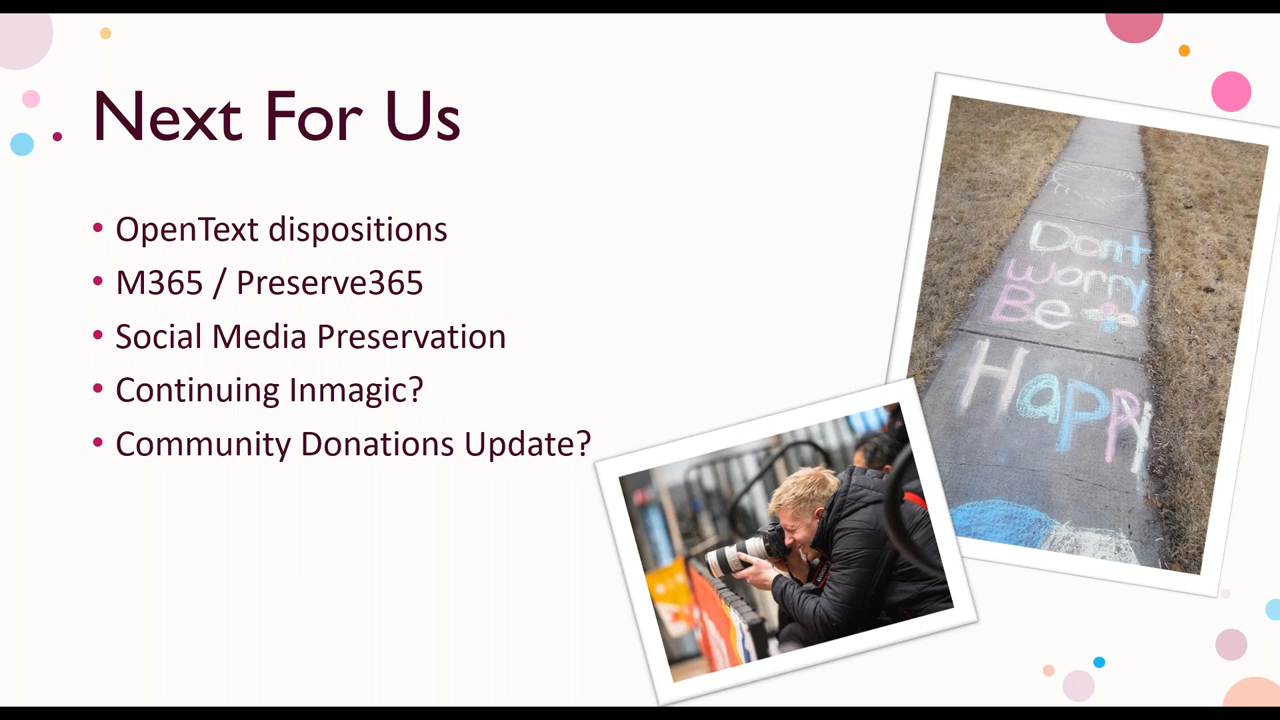 Next For Us
• OpenText dispositions
• M365 / Preserve365
• Social Media Preservation
• Continuing Inmagic?
• Community Donations Update?
Dont
worry
Be
HAPPY